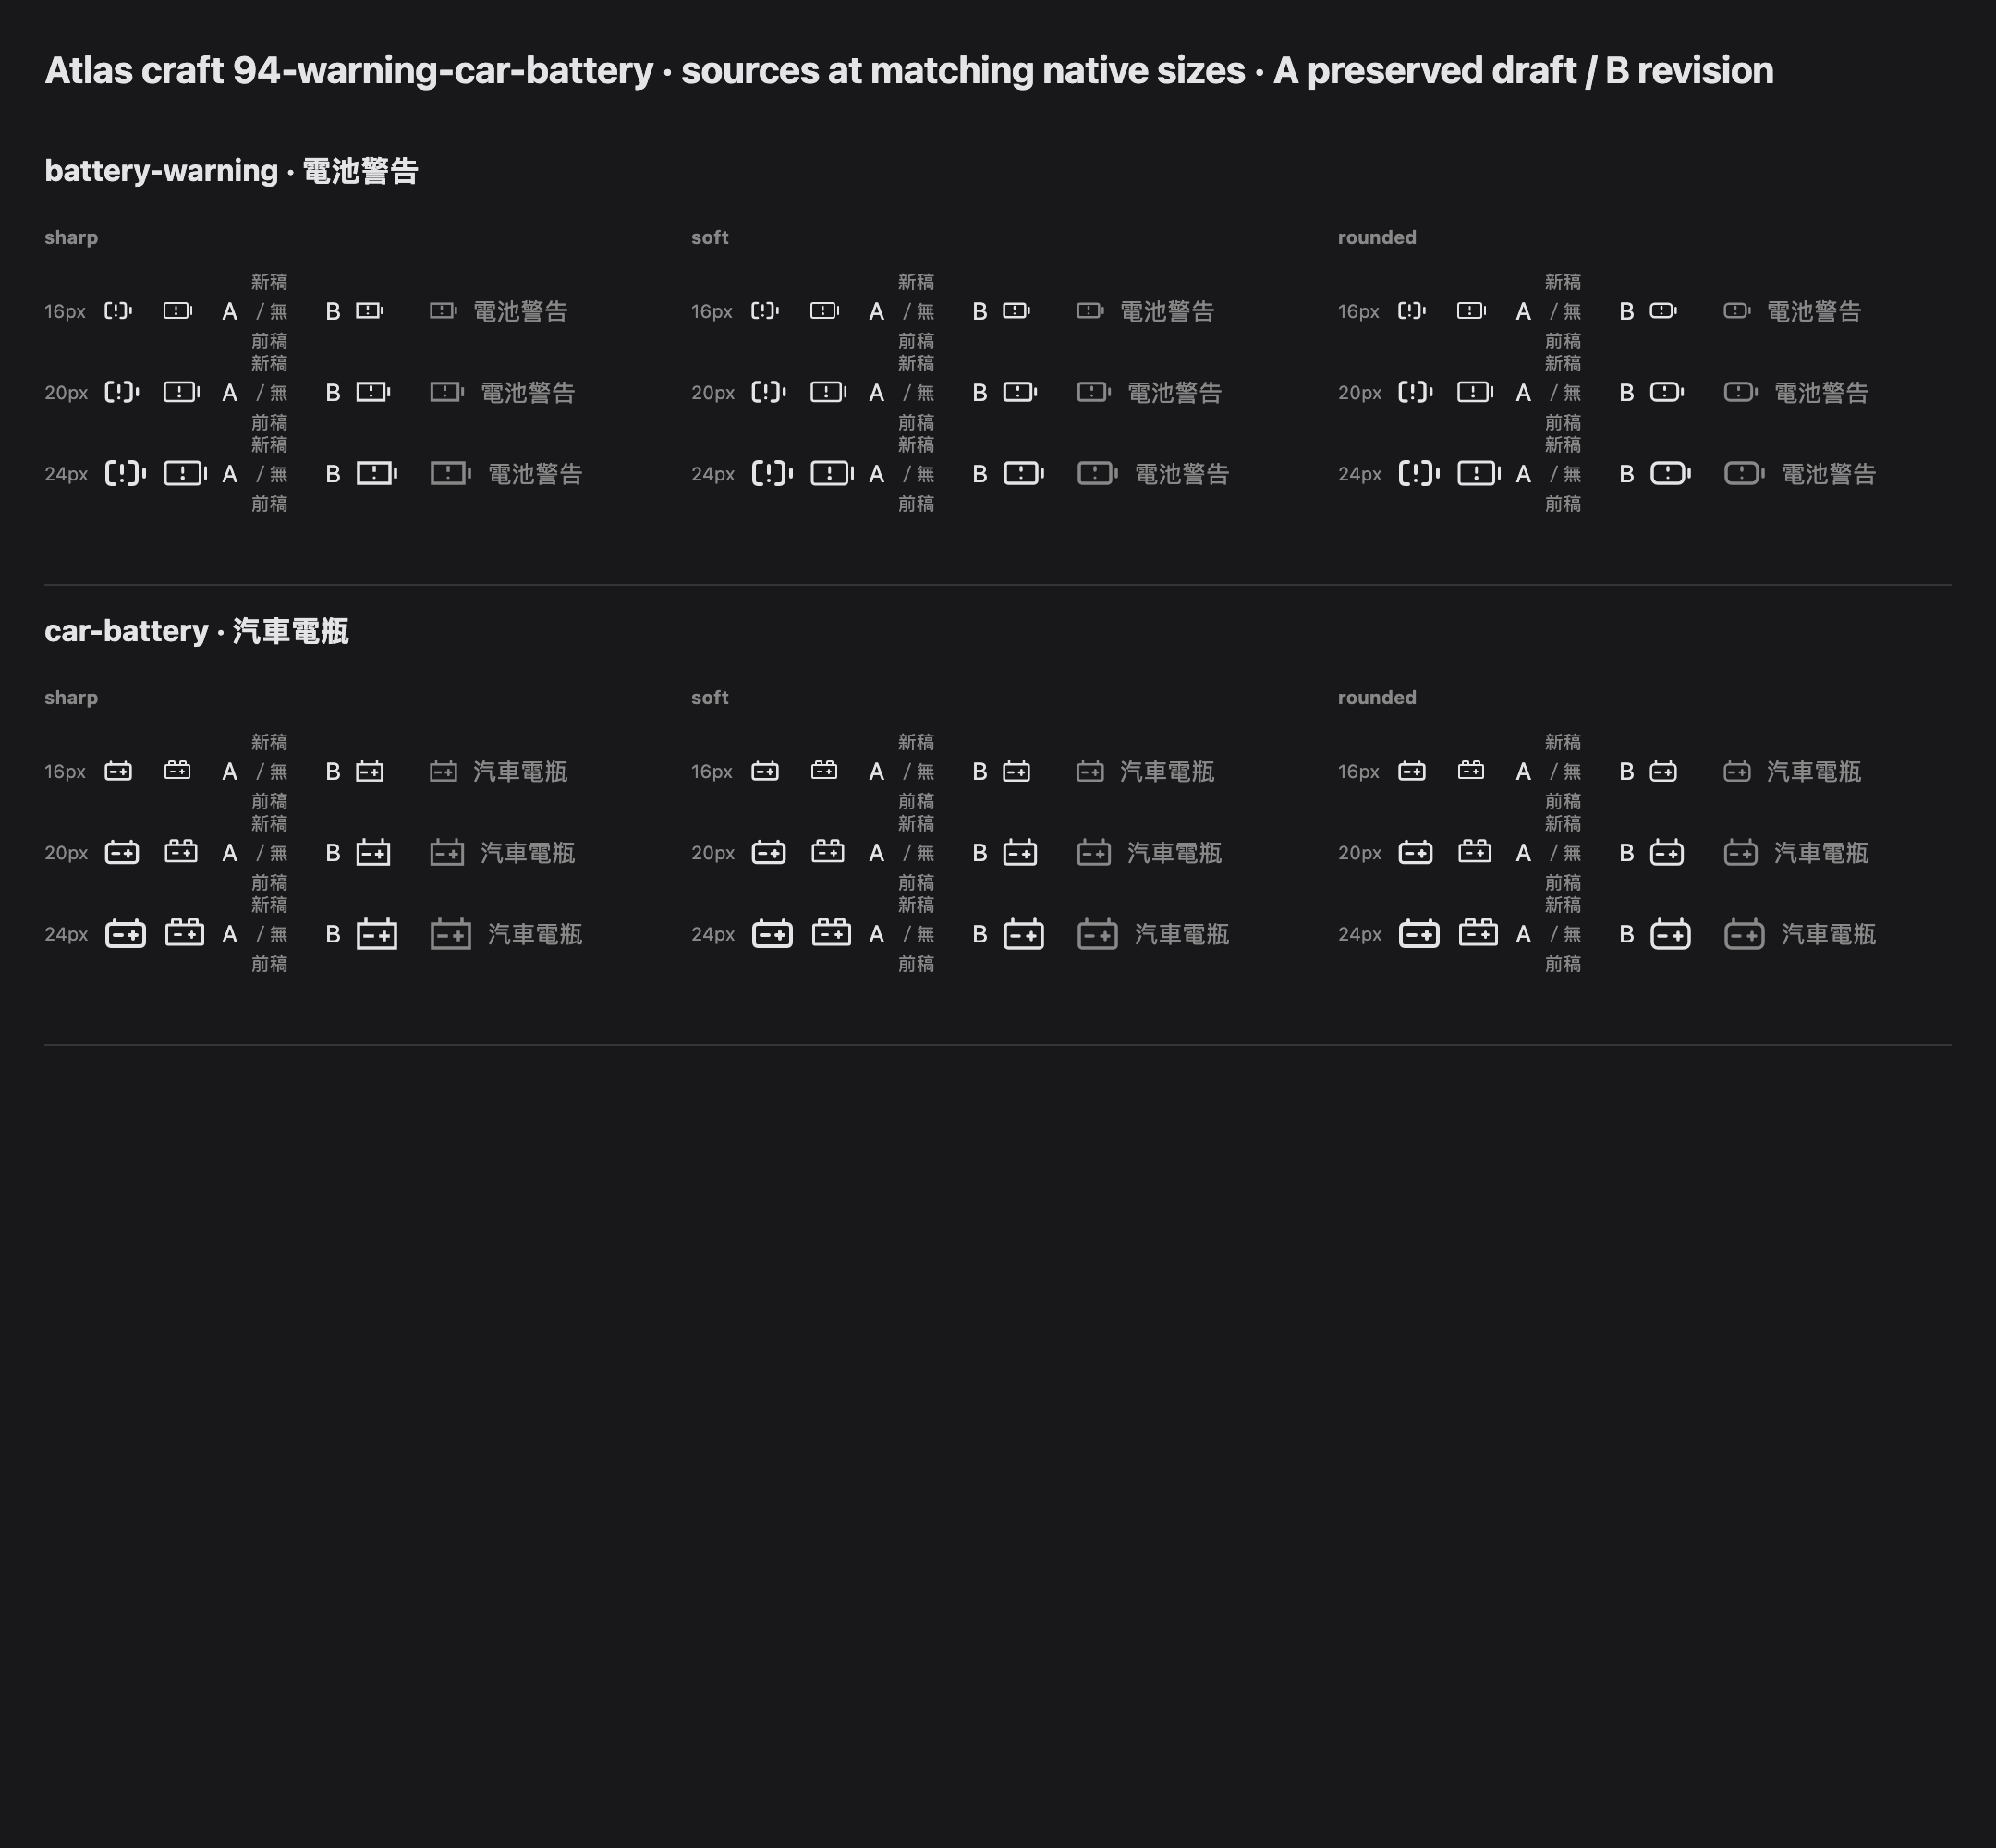 Atlas craft 94-warning-car-battery · sources at matching native sizes · A preserved draft / B revision
battery-warning · 電池警告
sharp
16px A 新稿 / 無前稿 B 電池警告
20px A 新稿 / 無前稿 B 電池警告
24px A 新稿 / 無前稿 B 電池警告
soft
16px A 新稿 / 無前稿 B 電池警告
20px A 新稿 / 無前稿 B 電池警告
24px A 新稿 / 無前稿 B 電池警告
rounded
16px A 新稿 / 無前稿 B 電池警告
20px A 新稿 / 無前稿 B 電池警告
24px A 新稿 / 無前稿 B 電池警告
car-battery · 汽車電瓶
sharp
16px A 新稿 / 無前稿 B 汽車電瓶
20px A 新稿 / 無前稿 B 汽車電瓶
24px A 新稿 / 無前稿 B 汽車電瓶
soft
16px A 新稿 / 無前稿 B 汽車電瓶
20px A 新稿 / 無前稿 B 汽車電瓶
24px A 新稿 / 無前稿 B 汽車電瓶
rounded
16px A 新稿 / 無前稿 B 汽車電瓶
20px A 新稿 / 無前稿 B 汽車電瓶
24px A 新稿 / 無前稿 B 汽車電瓶